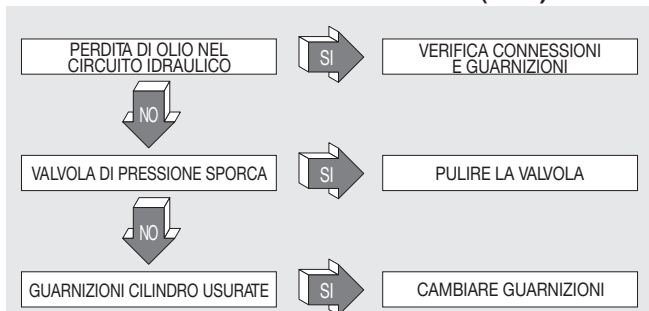 PERDITA DI OLIO NEL
CIRCUITO IDRAULICO
SI
VERIFICA CONNESSIONI
E GUARNIZIONI
NO
VALVOLA DI PRESSIONE SPORCA
SI
PULIRE LA VALVOLA
NO
GUARNIZIONI CILINDRO USURATE
SI
CAMBIARE GUARNIZIONI